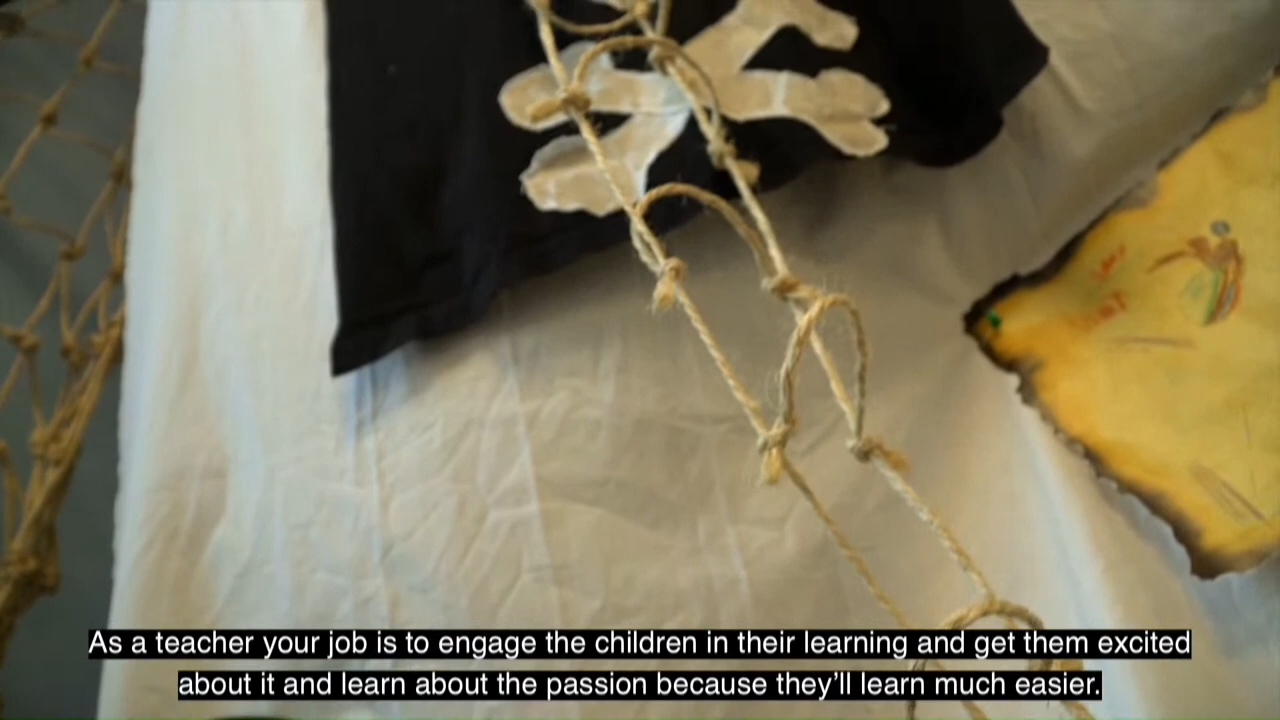 As a teacher your job is to engage the children in their learning and get them excited
about it and learn about the passion because they'll learn much easier.